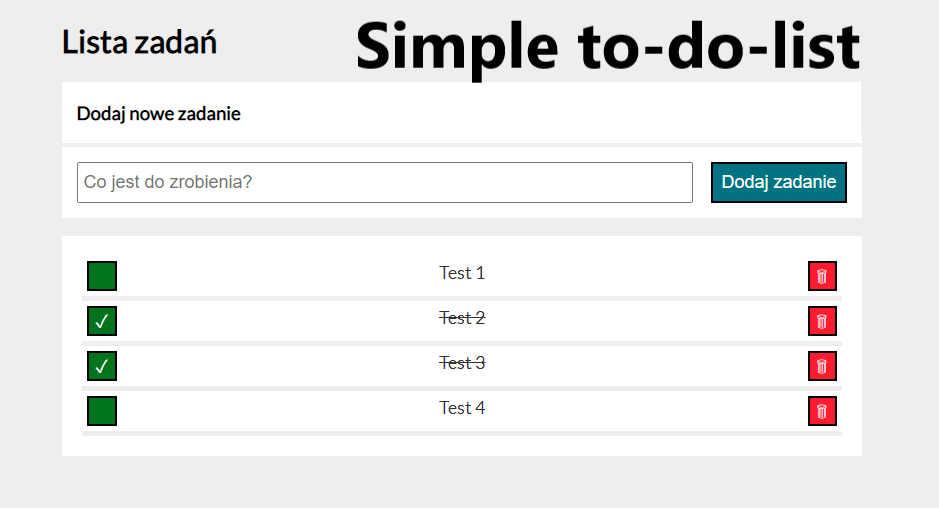 Lista zadań
Simple to-do-list
Dodaj nowe zadanie
Co jest do zrobienia?
Dodaj zadanie
Test 1
✓ Test 2
✓ Test 3
Test 4